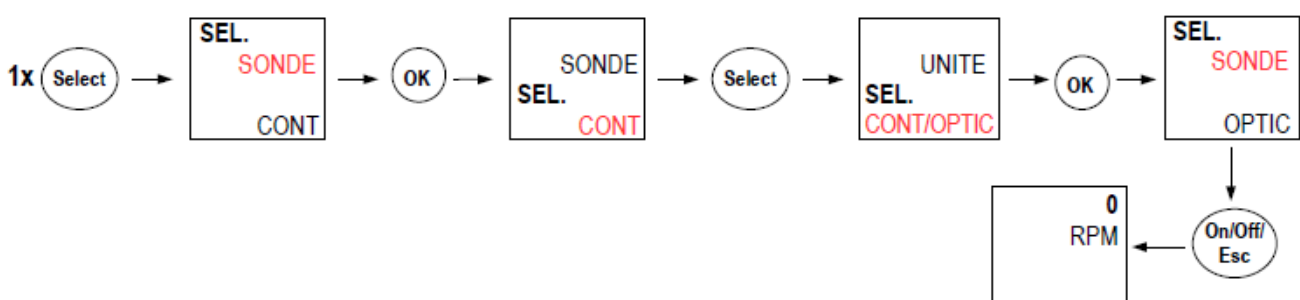 1x
Select
SEL.
SONDE
CONT
OK
SONDE
SEL.
CONT
Select
UNITE
SEL.
CONT/OPTIC
OK
SEL.
SONDE
OPTIC
On/Off/
Esc
0
RPM